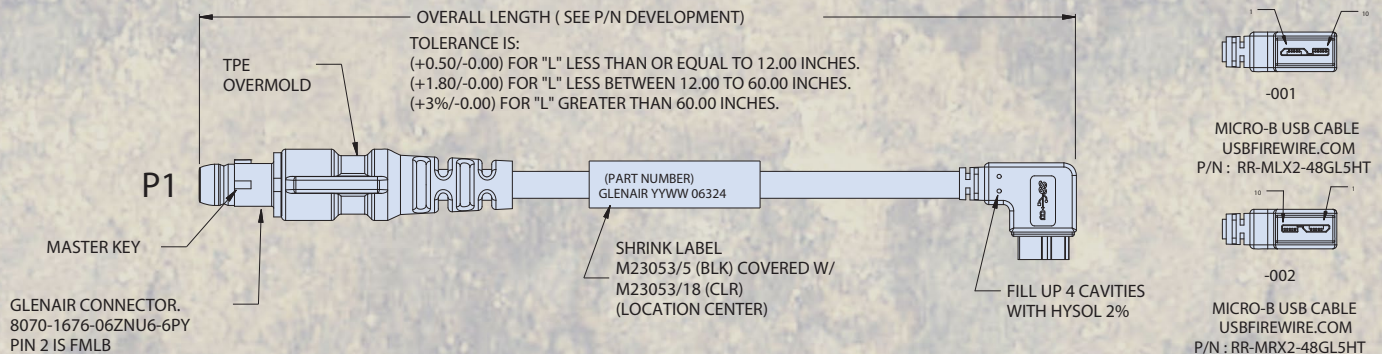 OVERALL LENGTH ( SEE P/N DEVELOPMENT)
TOLERANCE IS:
(+0.50/-0.00) FOR "L" LESS THAN OR EQUAL TO 12.00 INCHES.
(+1.80/-0.00) FOR "L" LESS BETWEEN 12.00 TO 60.00 INCHES.
(+3%/-0.00) FOR "L" GREATER THAN 60.00 INCHES.
TPE
OVERMOLD
P1
MASTER KEY
GLENAIR CONNECTOR.
8070-1676-06ZNU6-6PY
PIN 2 IS FMLB
(PART NUMBER)
GLENAIR YYWW 06324
SHRINK LABEL
M23053/5 (BLK) COVERED W/
M23053/18 (CLR)
(LOCATION CENTER)
FILL UP 4 CAVITIES
WITH HYSOL 2%
1
10
-001
MICRO-B USB CABLE
USBFIREWIRE.COM
P/N : RR-MLX2-48GL5HT
10
1
-002
MICRO-B USB CABLE
USBFIREWIRE.COM
P/N : RR-MRX2-48GL5HT